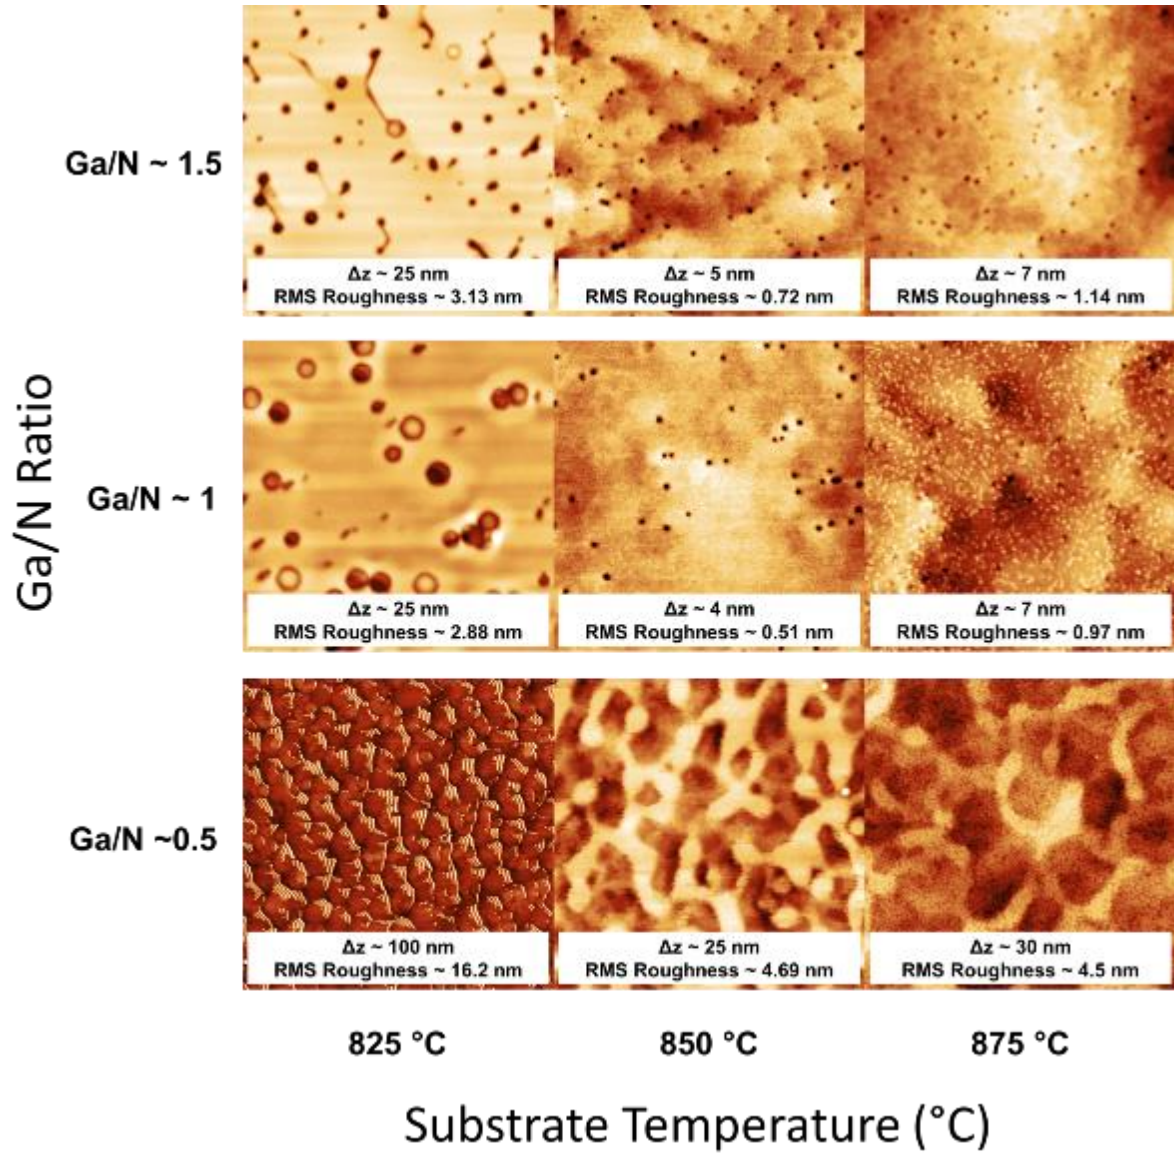 Ga/N Ratio
Ga/N ~ 1.5
Δz ~ 25 nm
RMS Roughness ~ 3.13 nm
Δz ~ 5 nm
RMS Roughness ~ 0.72 nm
Δz ~ 7 nm
RMS Roughness ~ 1.14 nm
Ga/N ~ 1
Δz ~ 25 nm
RMS Roughness ~ 2.88 nm
Δz ~ 4 nm
RMS Roughness ~ 0.51 nm
Δz ~ 7 nm
RMS Roughness ~ 0.97 nm
Ga/N ~0.5
Δz ~ 100 nm
RMS Roughness ~ 16.2 nm
Δz ~ 25 nm
RMS Roughness ~ 4.69 nm
Δz ~ 30 nm
RMS Roughness ~ 4.5 nm
825 °C
850 °C
875 °C
Substrate Temperature (°C)